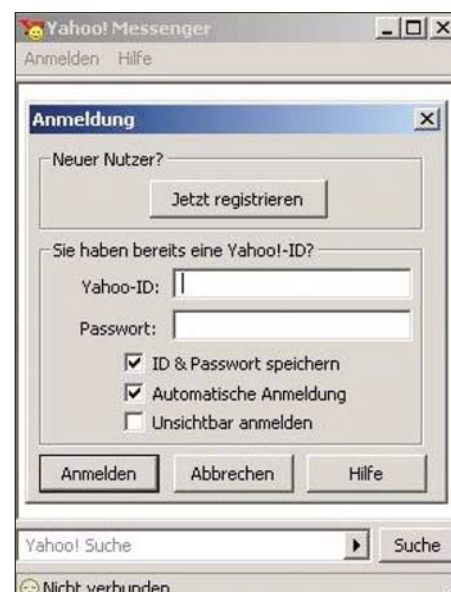 Yahoo! Messenger
Anmelden Hilfe
Anmeldung
Neuer Nutzer?
Jetzt registrieren
Sie haben bereits eine Yahoo!-ID?
Yahoo-ID:
Passwort:
ID & Passwort speichern
Automatische Anmeldung
Unsichtbar anmelden
Anmelden Abbrechen Hilfe
Yahoo! Suche Suche
Nicht verbunden